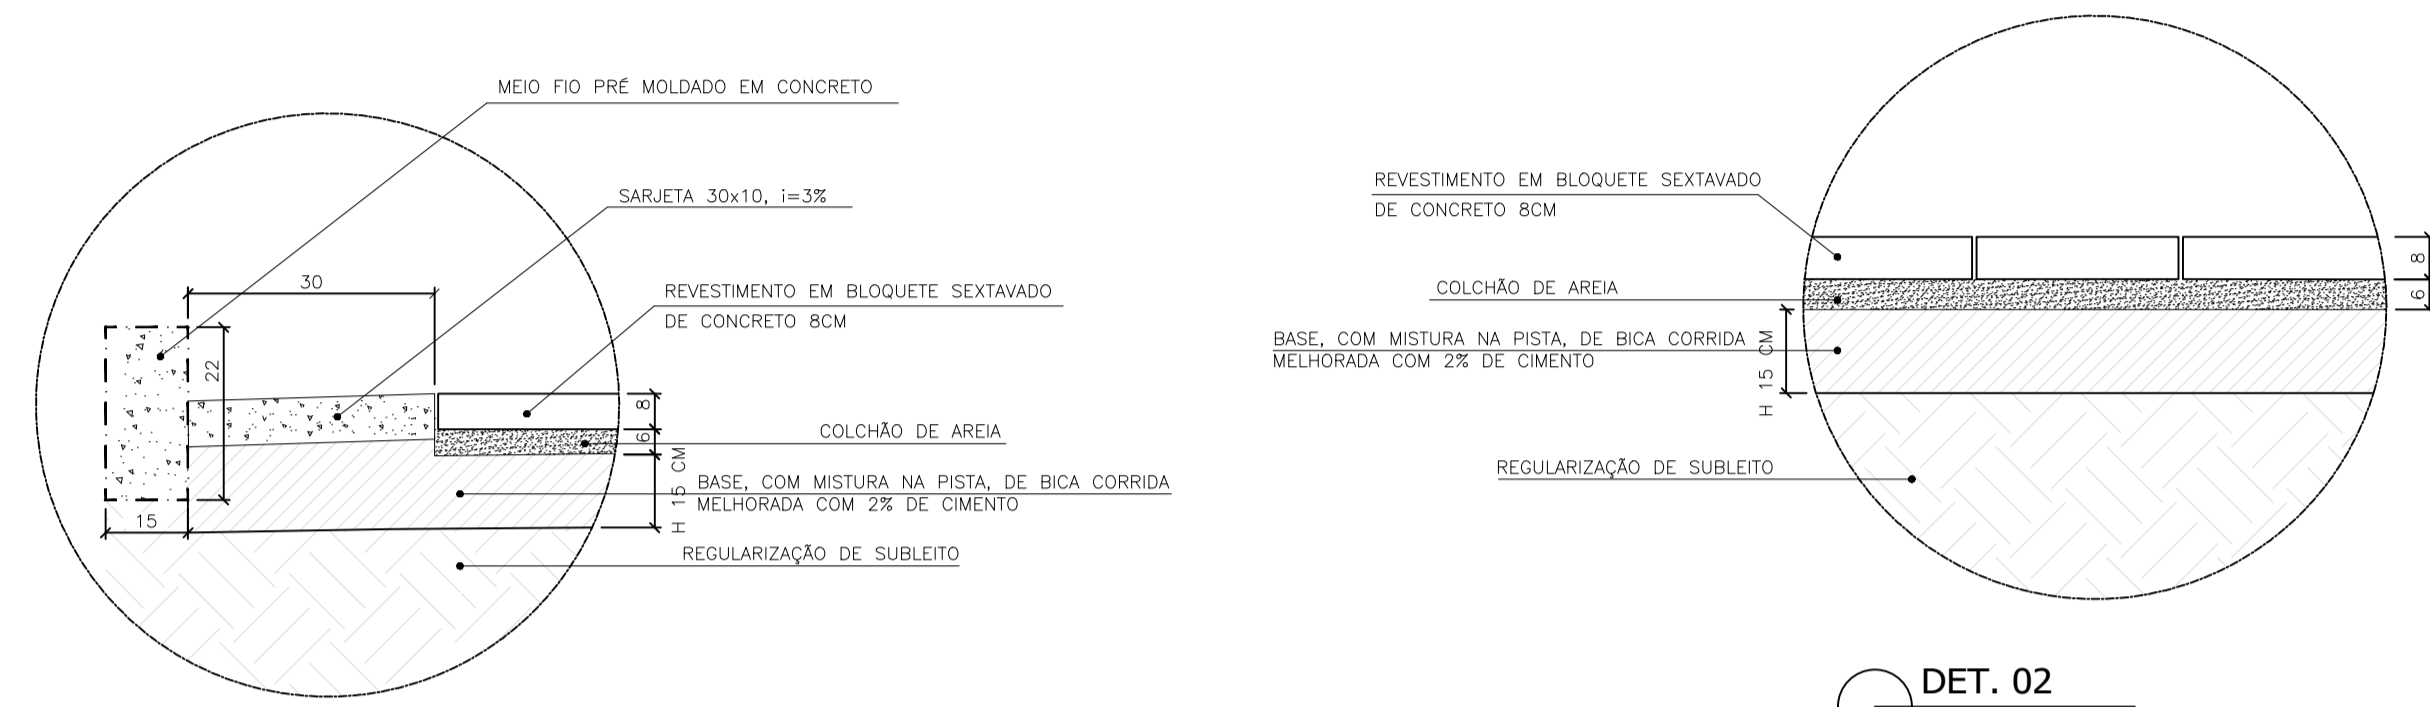 MEIO FIO PRÉ MOLDADO EM CONCRETO
SARJETA 30x10, i=3%
30
REVESTIMENTO EM BLOQUETE SEXTAVADO
DE CONCRETO 8CM
22
8
COLCHÃO DE AREIA
6
BASE, COM MISTURA NA PISTA, DE BICA CORRIDA
MELHORADA COM 2% DE CIMENTO
H 15 CM
15
REGULARIZAÇÃO DE SUBLEITO
REVESTIMENTO EM BLOQUETE SEXTAVADO
DE CONCRETO 8CM
8
COLCHÃO DE AREIA
6
BASE, COM MISTURA NA PISTA, DE BICA CORRIDA
MELHORADA COM 2% DE CIMENTO
H 15 CM
REGULARIZAÇÃO DE SUBLEITO
DET. 02